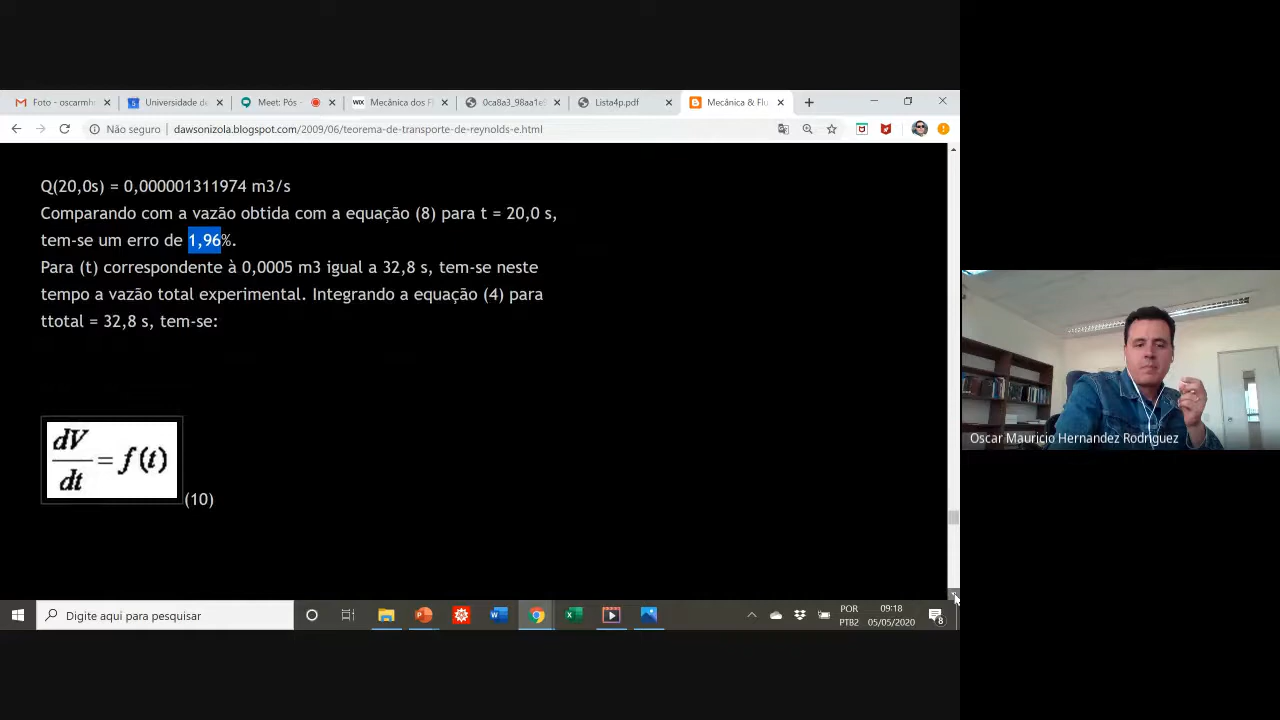 Foto - oscarmh
Universidade de
Meet: Pós -
WIX Mecânica dos F
0ca8a3_98aa1e
Lista4p.pdf
Mecânica & Flu
Não seguro
dawsonizola.blogspot.com/2009/06/teorema-de-transporte-de-reynolds-e.html
Q(20,0s) = 0,000001311974 m3/s
Comparando com a vazão obtida com a equação (8) para t = 20,0 s,
tem-se um erro de 1,96%.
Para (t) correspondente à 0,0005 m3 igual a 32,8 s, tem-se neste
tempo a vazão total experimental. Integrando a equação (4) para
ttotal = 32,8 s, tem-se:
dV/dt = f(t)
(10)
Oscar Mauricio Hernandez Rodriguez
Digite aqui para pesquisar
POR
PTB2
09:18
05/05/2020
8